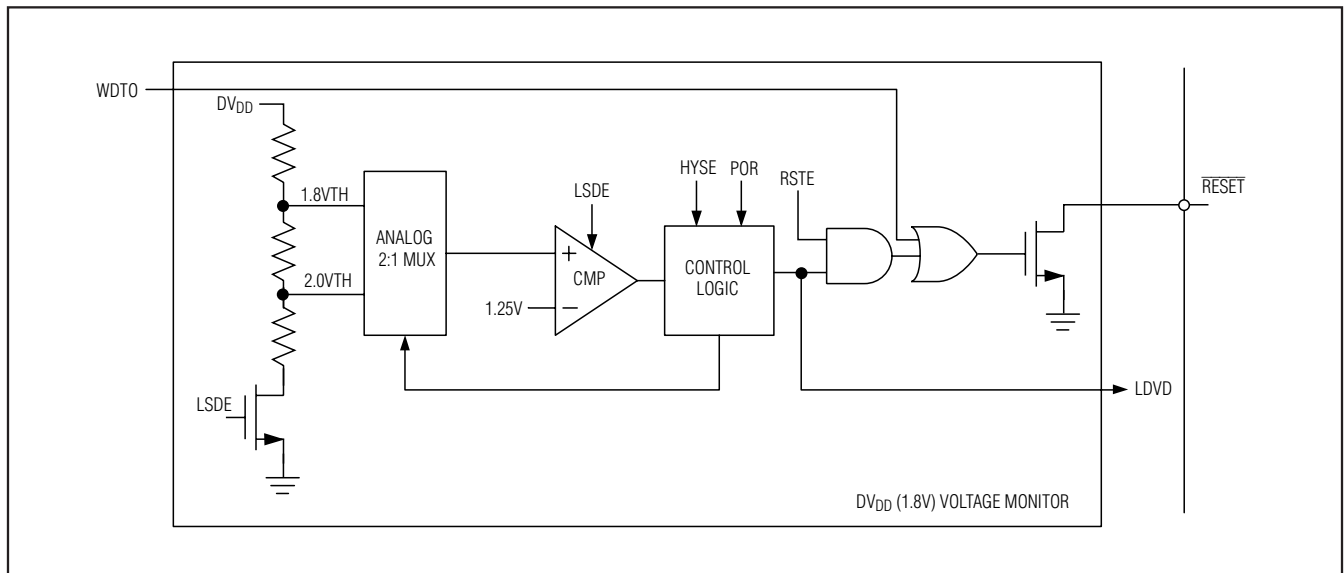 WDTO
DVDD
1.8VTH
2.0VTH
LSDE
ANALOG
2:1 MUX
1.25V
LSDE
+
−
CMP
HYSE
POR
CONTROL
LOGIC
RSTE
RESET
LDVD
DVDD (1.8V) VOLTAGE MONITOR